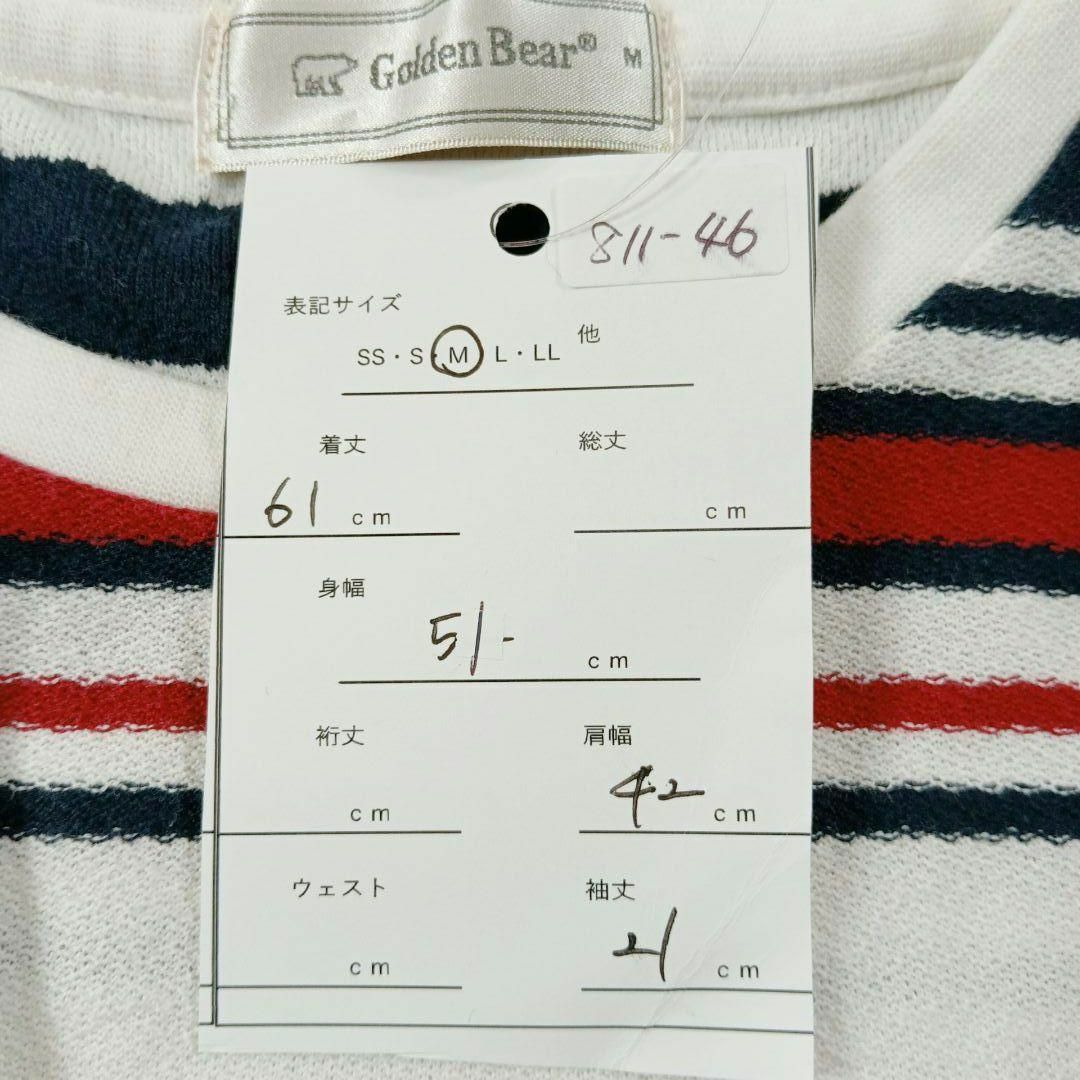 Golden Bear® M
811-46
表記サイズ
SS・S・M L・LL 他
着丈 総丈
61 cm cm
身幅
51- cm
裄丈 肩幅
cm 42 cm
ウェスト 袖丈
cm 21 cm